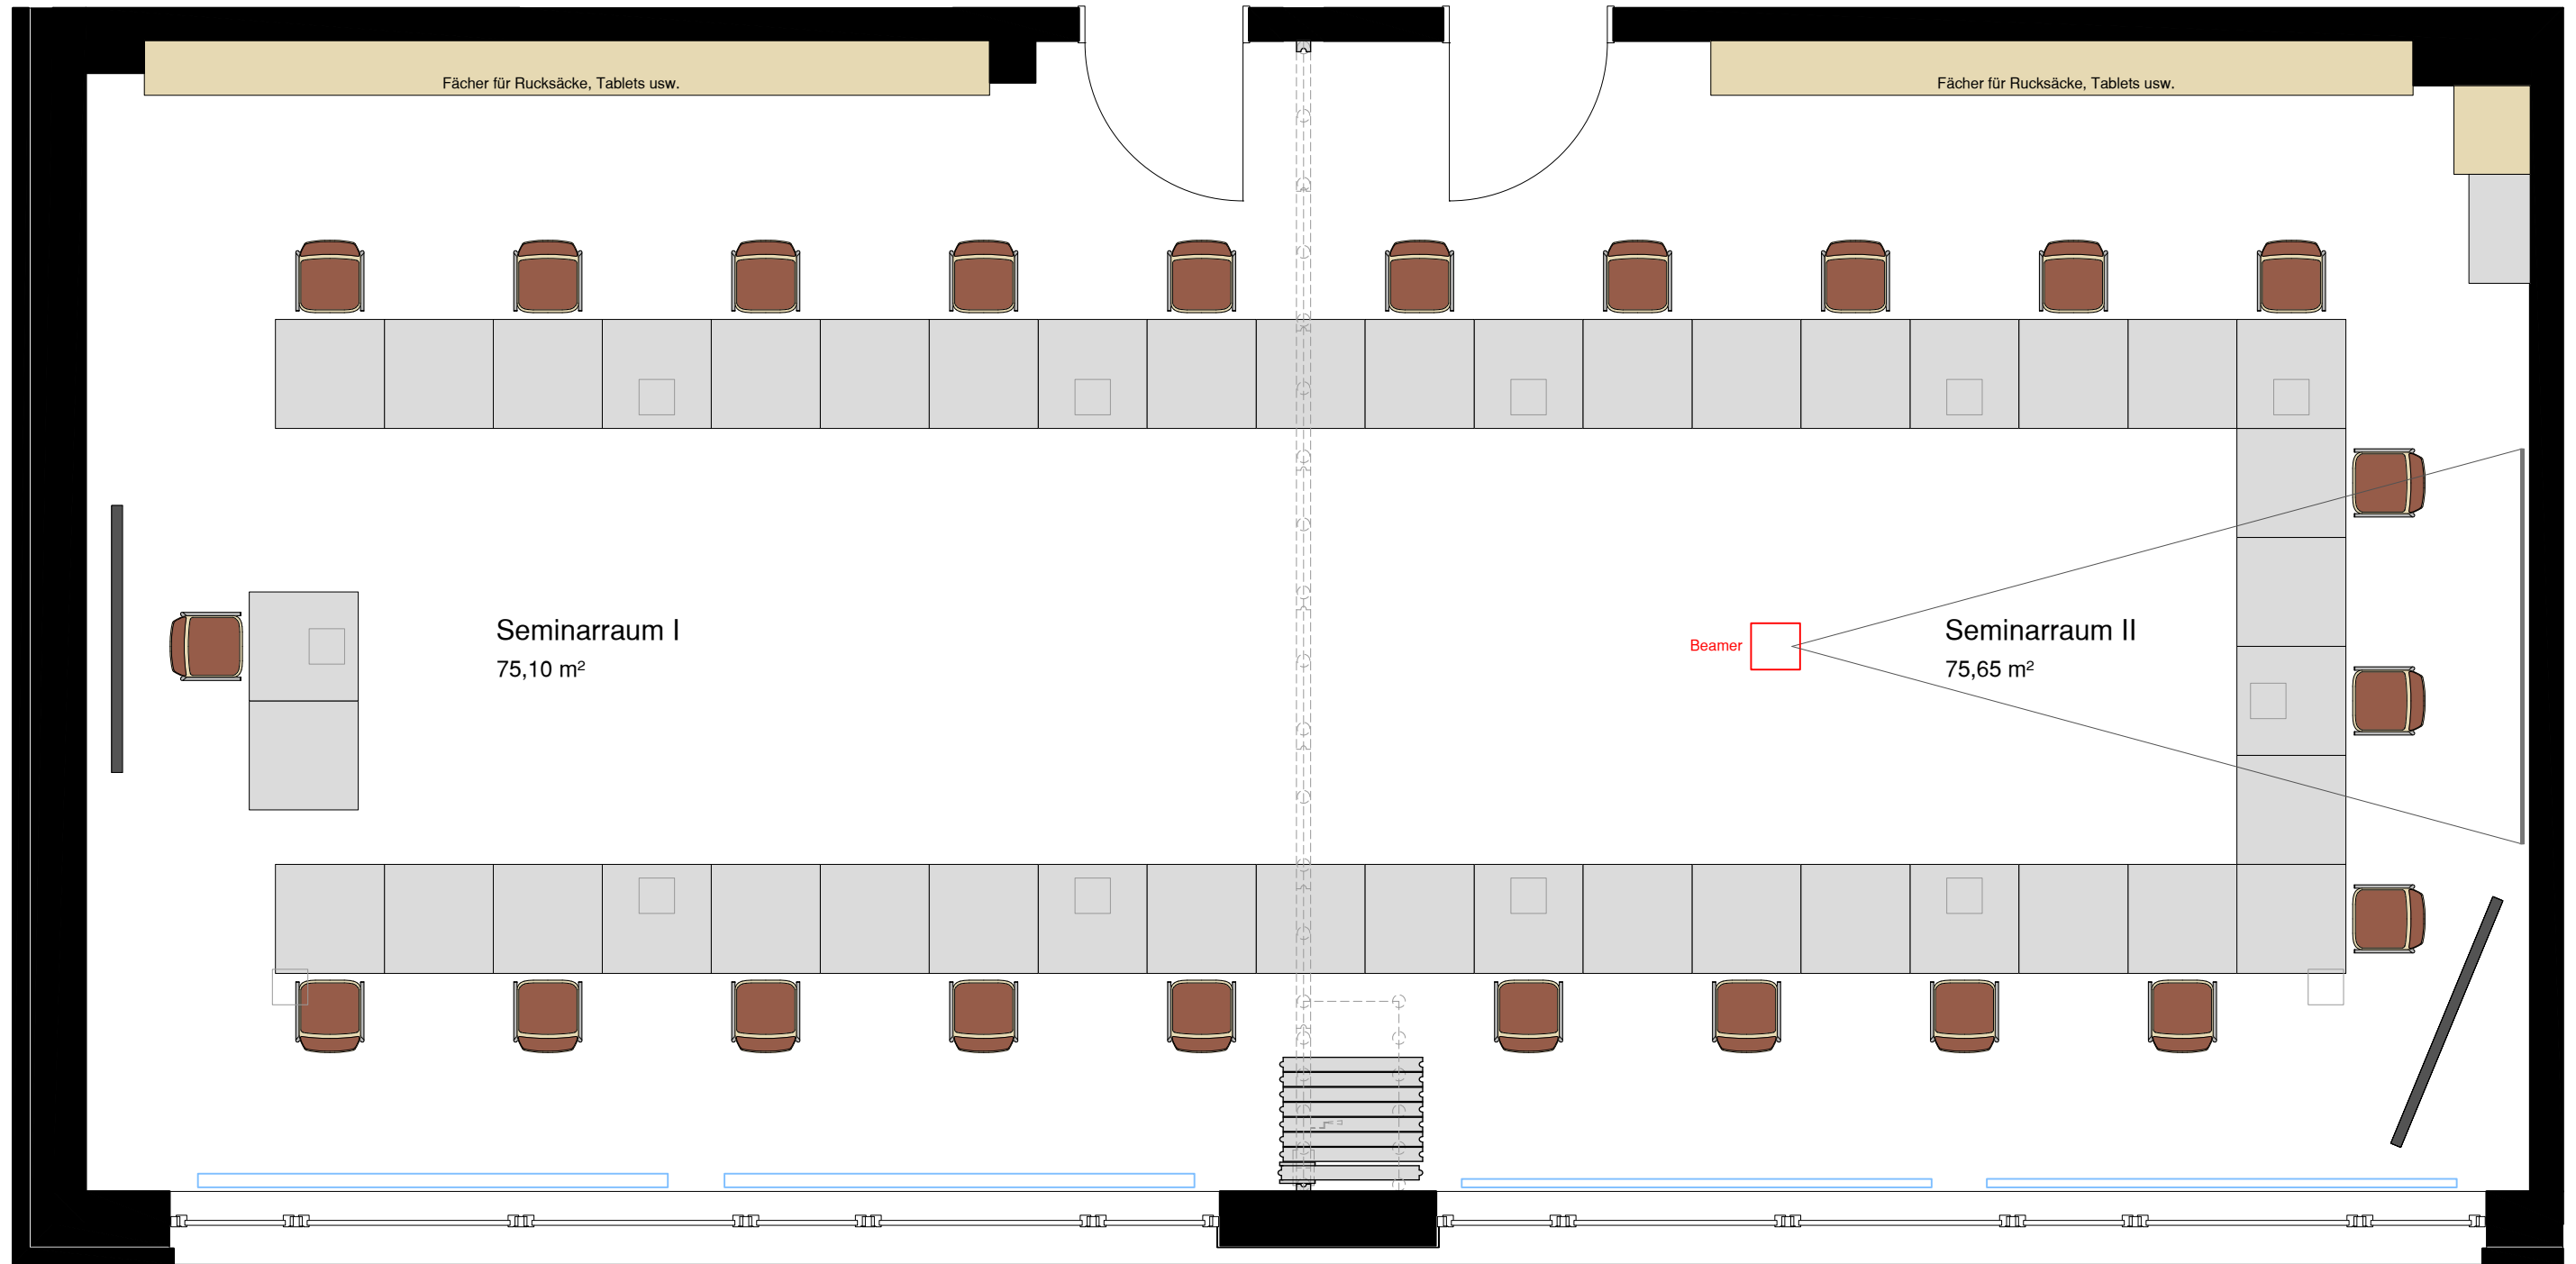 Fächer für Rucksäcke, Tablets usw.
Fächer für Rucksäcke, Tablets usw.
Seminarraum I
75,10 m²
Beamer
Seminarraum II
75,65 m²